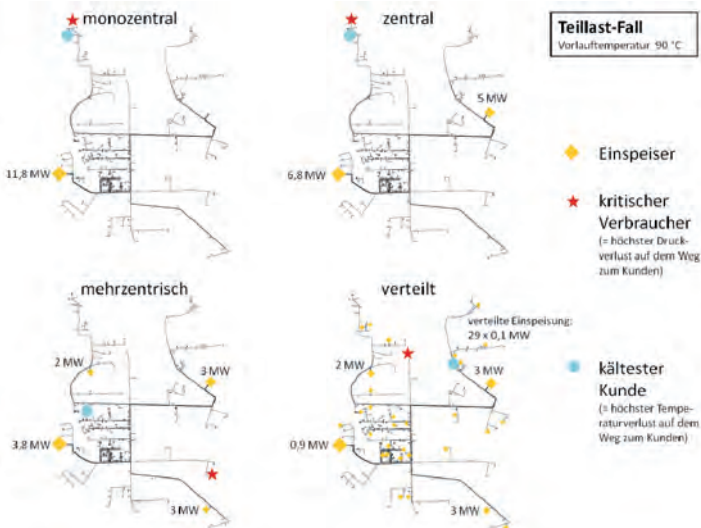 monozentral
11,8 MW
zentral
5 MW
6,8 MW
Teillast-Fall
Vorlauftemperatur 90 °C
Einspeiser
kritischer
Verbraucher
(= höchster Druck-
verlust auf dem Weg
zum Kunden)
mehrzentrisch
2 MW
3 MW
3,8 MW
3 MW
verteilt
verteilte Einspeisung:
29 x 0,1 MW
2 MW
3 MW
0,9 MW
3 MW
kältester
Kunde
(= höchster Tempe-
raturverlust auf dem
Weg zum Kunden)